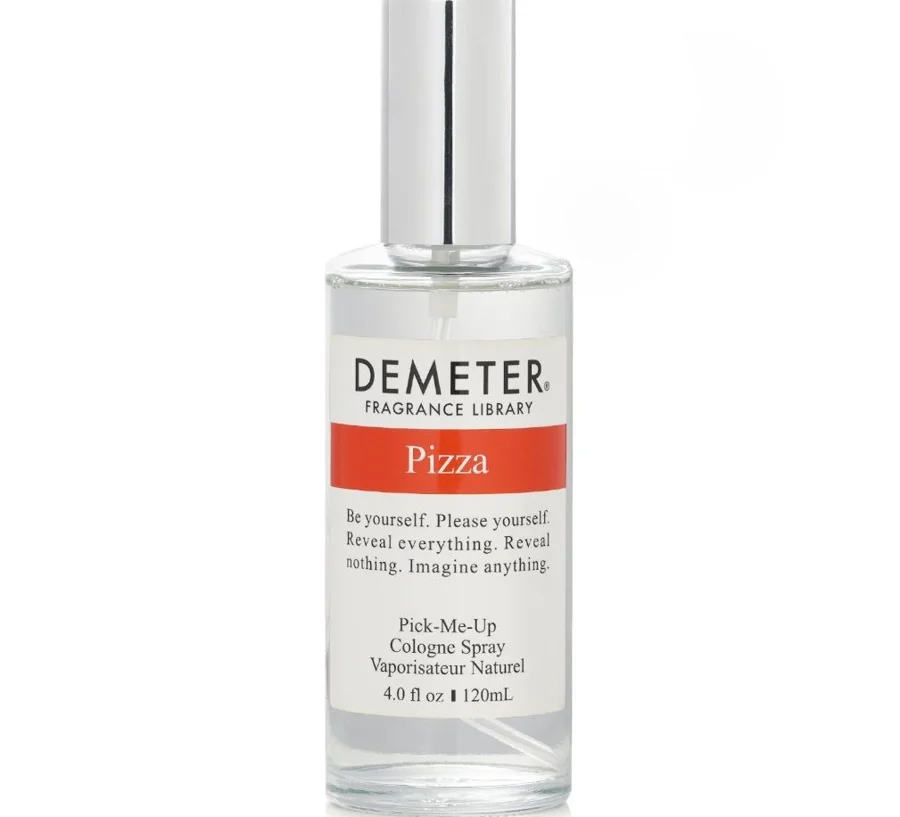 DEMETER®
FRAGRANCE LIBRARY
Pizza
Be yourself. Please yourself.
Reveal everything. Reveal
nothing. Imagine anything.
Pick-Me-Up
Cologne Spray
Vaporisateur Naturel
4.0 fl oz ▮ 120mL